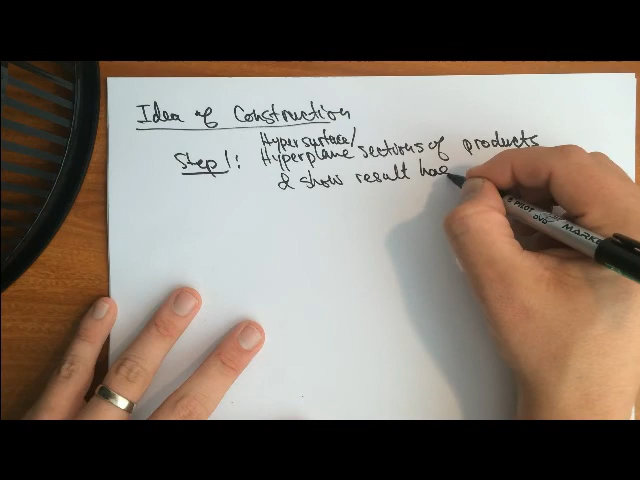 Idea of Construction
Hypersurface/
Step 1: Hyperplane sections of products
& show result has
PILOT
MARKER